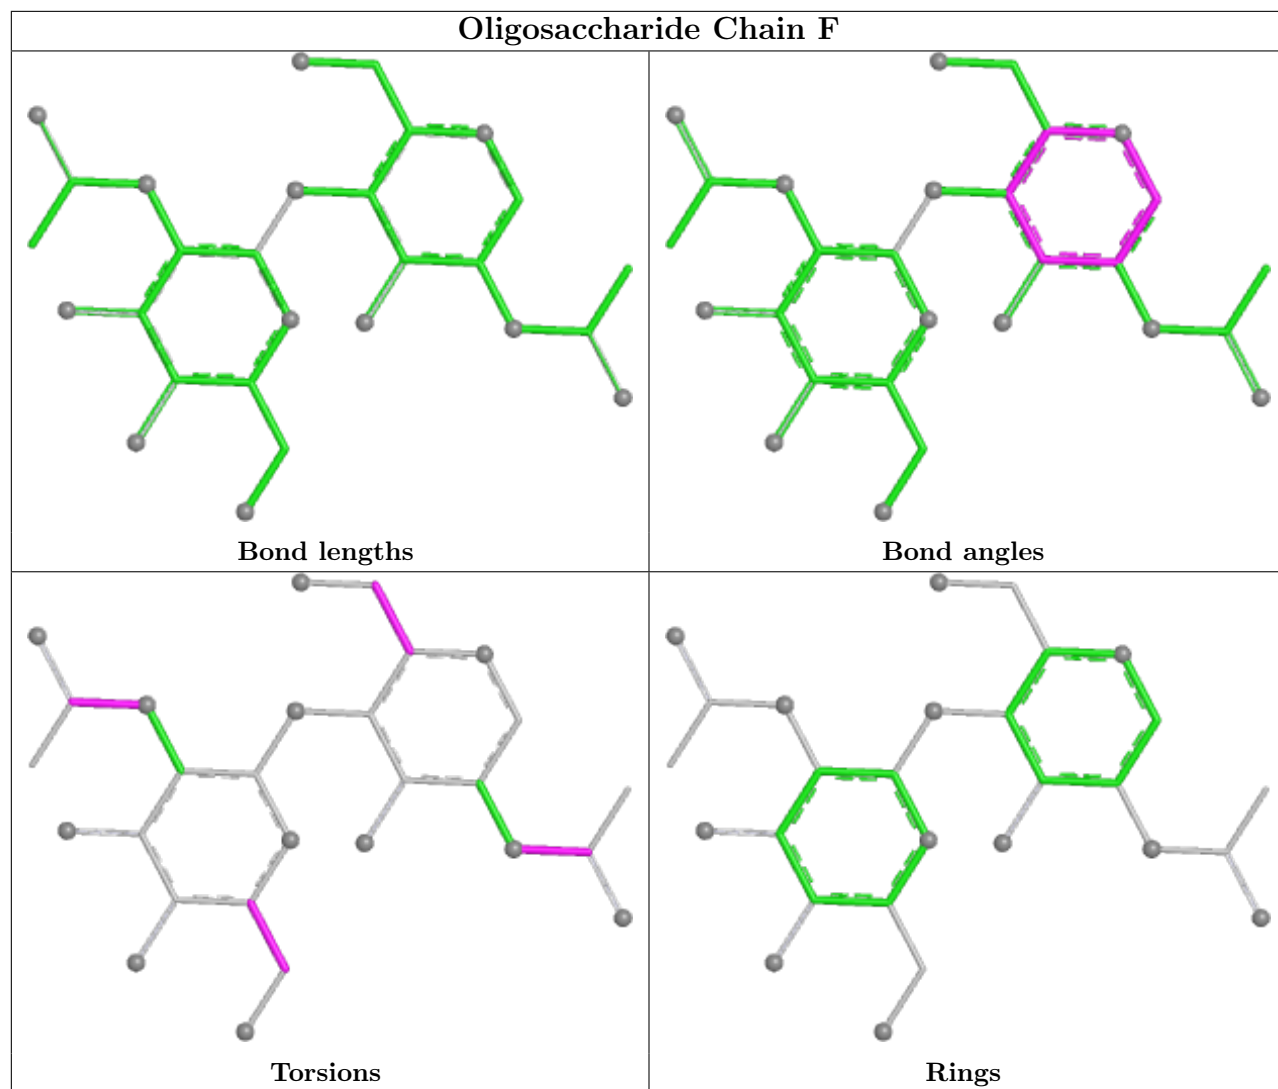 Oligosaccharide Chain F
Bond lengths
Bond angles
Torsions
Rings